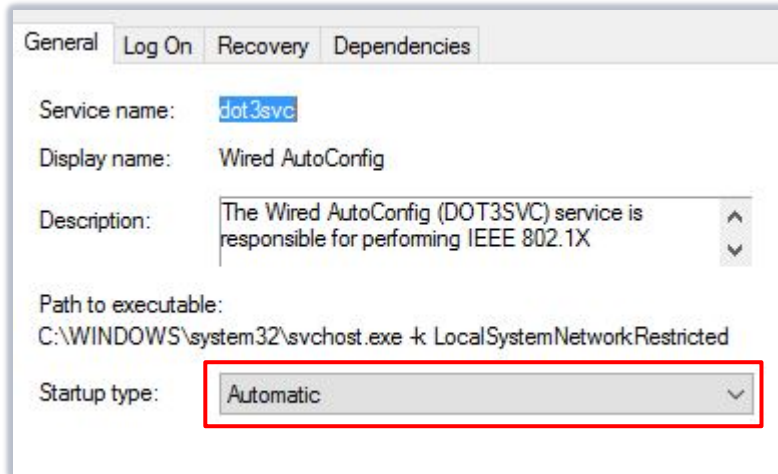 General Log On Recovery Dependencies
Service name: dot3svc
Display name: Wired AutoConfig
Description: The Wired AutoConfig (DOT3SVC) service is
responsible for performing IEEE 802.1X
Path to executable:
C:\WINDOWS\system32\svchost.exe -k LocalSystemNetworkRestricted
Startup type: Automatic